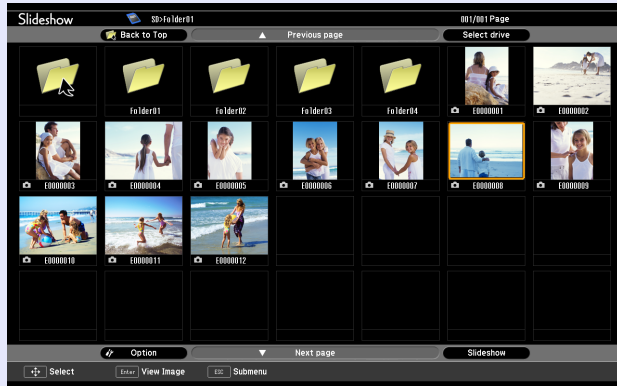 Slideshow SD>Folder01 001/001 Page
Back to Top Previous page Select drive
Folder01 Folder02 Folder03 Folder04 E0000001 E0000002
E0000003 E0000004 E0000005 E0000006 E0000007 E0000008 E0000009
E0000010 E0000011 E0000012
Option Next page Slideshow
Select Enter View Image ESC Submenu